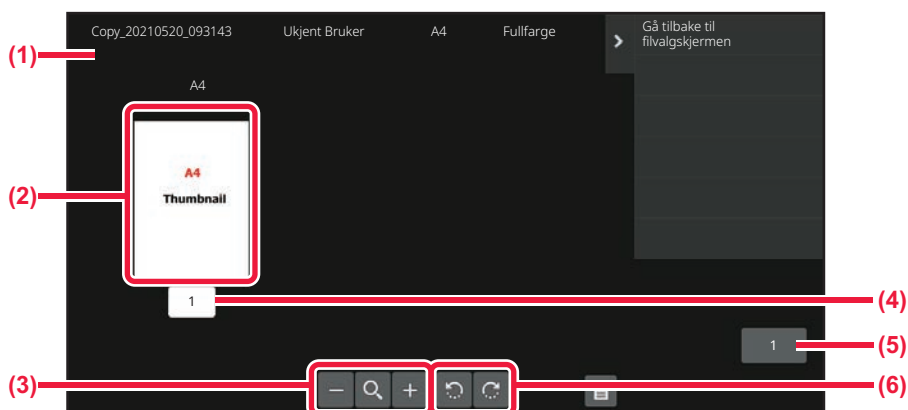 Copy_20210520_093143 Ukjent Bruker A4 Fullfarge
Gå tilbake til
filvalgskjermen
(1)
A4
A4
Thumbnail
(2)
1
(4)
1
(5)
(3)
(6)